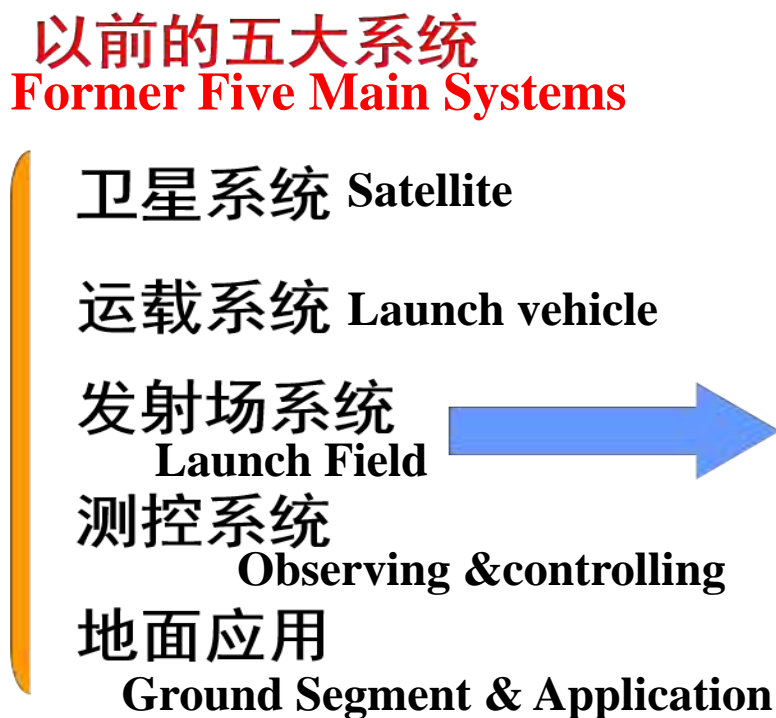 以前的五大系统
Former Five Main Systems
卫星系统 Satellite
运载系统 Launch vehicle
发射场系统
Launch Field
测控系统
Observing &controlling
地面应用
Ground Segment & Application